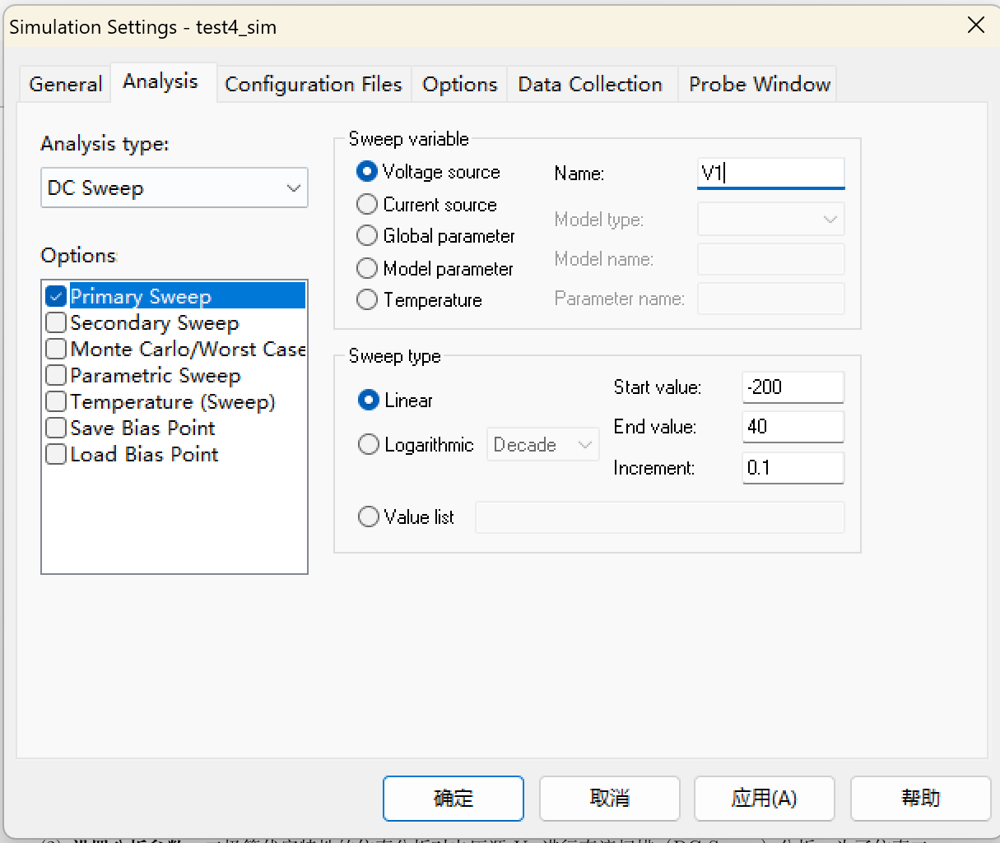 Simulation Settings - test4_sim
General
Analysis
Configuration Files
Options
Data Collection
Probe Window
Analysis type:
DC Sweep
Options:
Primary Sweep
Secondary Sweep
Monte Carlo/Worst Case
Parametric Sweep
Temperature (Sweep)
Save Bias Point
Load Bias Point
Sweep variable
Voltage source
Current source
Global parameter
Model parameter
Temperature
Name:
V1
Model type:
Model name:
Parameter name:
Sweep type
Linear
Logarithmic
Decade
Value list
Start value:
-200
End value:
40
Increment:
0.1
确定
取消
应用(A)
帮助